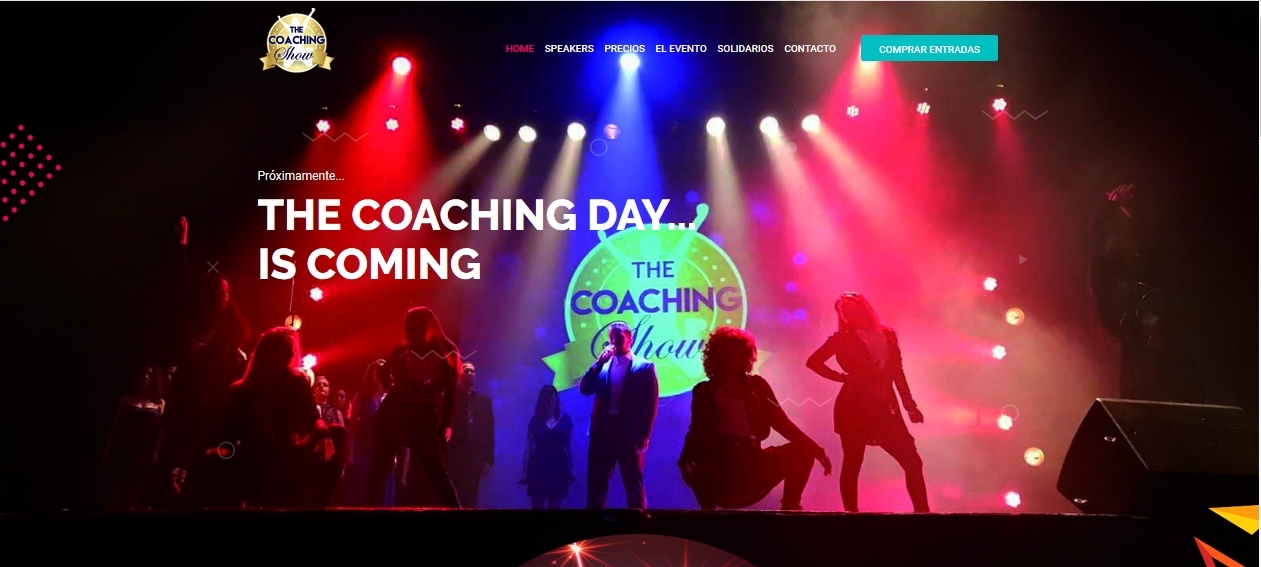 THE
COACHING
Show
HOME SPEAKERS PRECIOS EL EVENTO SOLIDARIOS CONTACTO COMPRAR ENTRADAS
Próximamente...
THE COACHING DAY...
IS COMING
THE
COACHING
Show